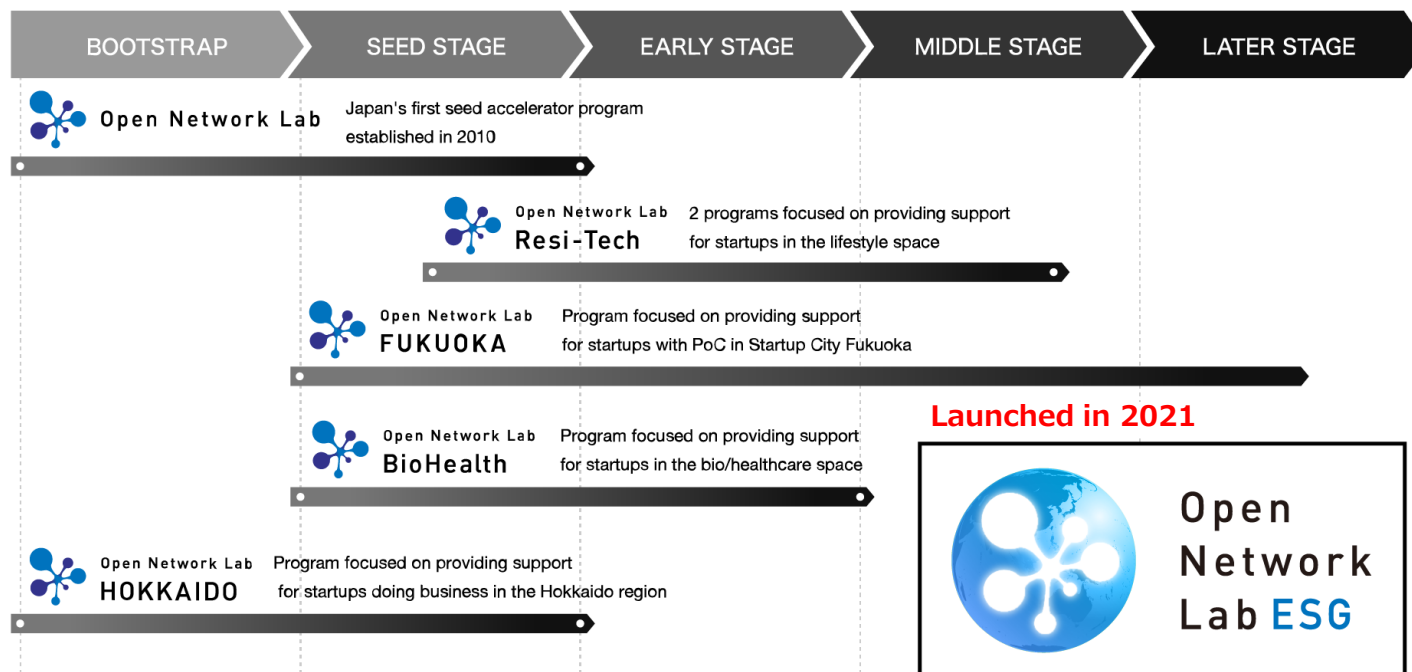 BOOTSTRAP
SEED STAGE
EARLY STAGE
MIDDLE STAGE
LATER STAGE
Open Network Lab
Japan's first seed accelerator program
established in 2010
Open Network Lab
Resi-Tech
2 programs focused on providing support
for startups in the lifestyle space
Open Network Lab
FUKUOKA
Program focused on providing support
for startups with PoC in Startup City Fukuoka
Open Network Lab
BioHealth
Program focused on providing support
for startups in the bio/healthcare space
Launched in 2021
Open
Network
Lab ESG
Open Network Lab
HOKKAIDO
Program focused on providing support
for startups doing business in the Hokkaido region